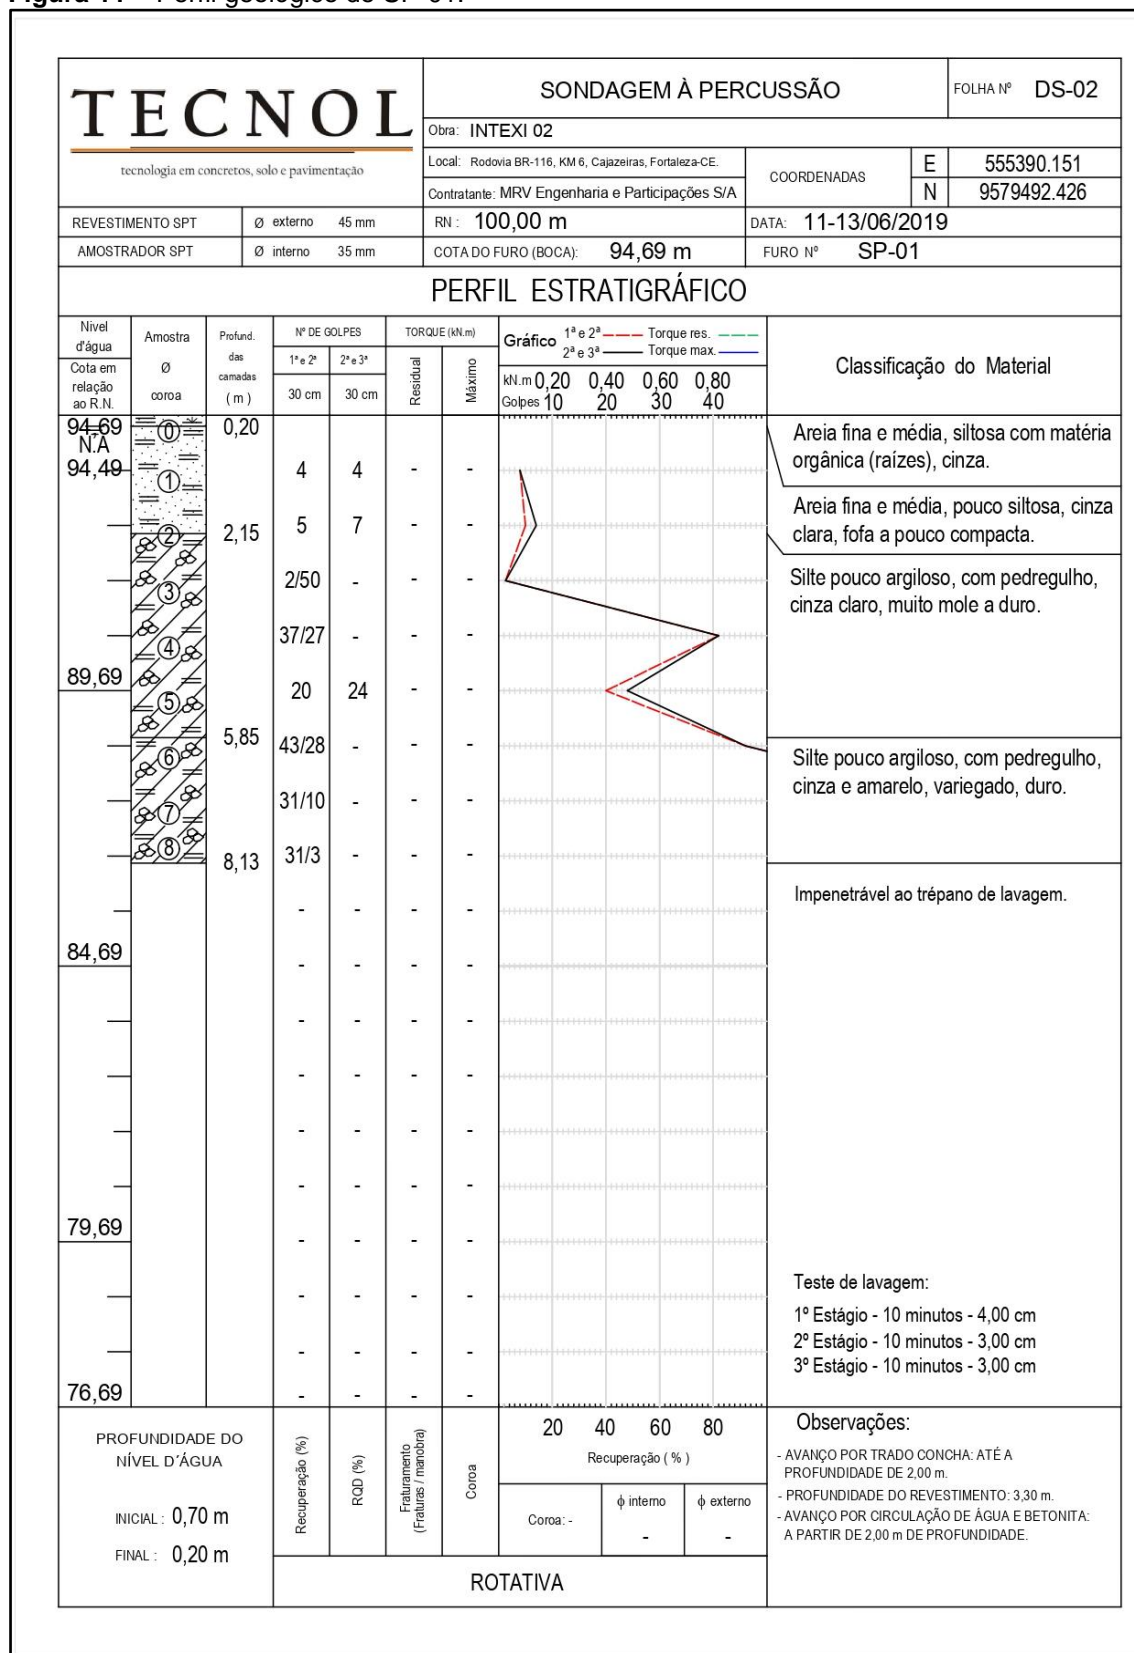 TECNOL
tecnologia em concretos, solo e pavimentação
SONDAGEM À PERCUSSÃO
FOLHA Nº DS-02
Obra: INTEXI 02
Local: Rodovia BR-116, KM 6, Cajazeiras, Fortaleza-CE.
Contratante: MRV Engenharia e Participações S/A
COORDENADAS
E 555390.151
N 9579492.426
REVESTIMENTO SPT Ø externo 45 mm
RN : 100,00 m
DATA: 11-13/06/2019
AMOSTRADOR SPT Ø interno 35 mm
COTA DO FURO (BOCA): 94,69 m
FURO Nº SP-01
PERFIL ESTRATIGRÁFICO
Nível
d'água
Cota em
relação
ao R.N.
Amostra
Ø
coroa
Profund.
das
camadas
( m )
Nº DE GOLPES
1ª e 2ª 2ª e 3ª
30 cm 30 cm
TORQUE (kN.m)
Residual
Máximo
Gráfico 1ª e 2ª Torque res.
2ª e 3ª Torque max.
kN.m 0,20 0,40 0,60 0,80
Golpes 10 20 30 40
Classificação do Material
94,69 0 0,20
N.A
94,49 1 4 4 - -
2 2,15 5 7 - -
3 2/50 - - -
4 37/27 - - -
89,69 5 20 24 - -
6 5,85 43/28 - - -
7 31/10 - - -
8 8,13 31/3 - - -
- - - -
84,69 - - - -
- - - -
- - - -
- - - -
- - - -
79,69 - - - -
- - - -
- - - -
76,69 - - - -
Areia fina e média, siltosa com matéria
orgânica (raízes), cinza.
Areia fina e média, pouco siltosa, cinza
clara, fofa a pouco compacta.
Silte pouco argiloso, com pedregulho,
cinza claro, muito mole a duro.
Silte pouco argiloso, com pedregulho,
cinza e amarelo, variegado, duro.
Impenetrável ao trépano de lavagem.
Teste de lavagem:
1º Estágio - 10 minutos - 4,00 cm
2º Estágio - 10 minutos - 3,00 cm
3º Estágio - 10 minutos - 3,00 cm
PROFUNDIDADE DO
NÍVEL D´ÁGUA
INICIAL : 0,70 m
FINAL : 0,20 m
Recuperação (%)
RQD (%)
Fraturamento
(Fraturas / manobra)
Coroa
20 40 60 80
Recuperação ( % )
Coroa: -
ϕ interno
-
ϕ externo
-
ROTATIVA
Observações:
- AVANÇO POR TRADO CONCHA: ATÉ A
PROFUNDIDADE DE 2,00 m.
- PROFUNDIDADE DO REVESTIMENTO: 3,30 m.
- AVANÇO POR CIRCULAÇÃO DE ÁGUA E BETONITA:
A PARTIR DE 2,00 m DE PROFUNDIDADE.